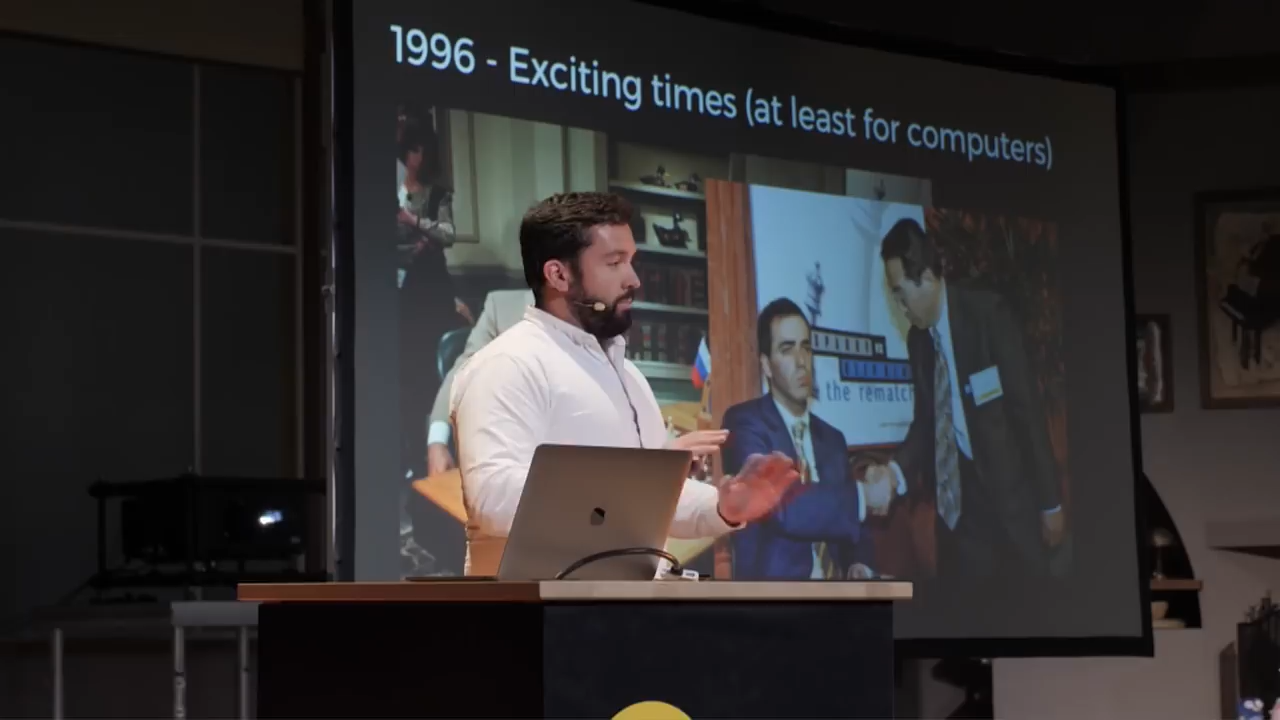 1996 - Exciting times (at least for computers)
the rematch